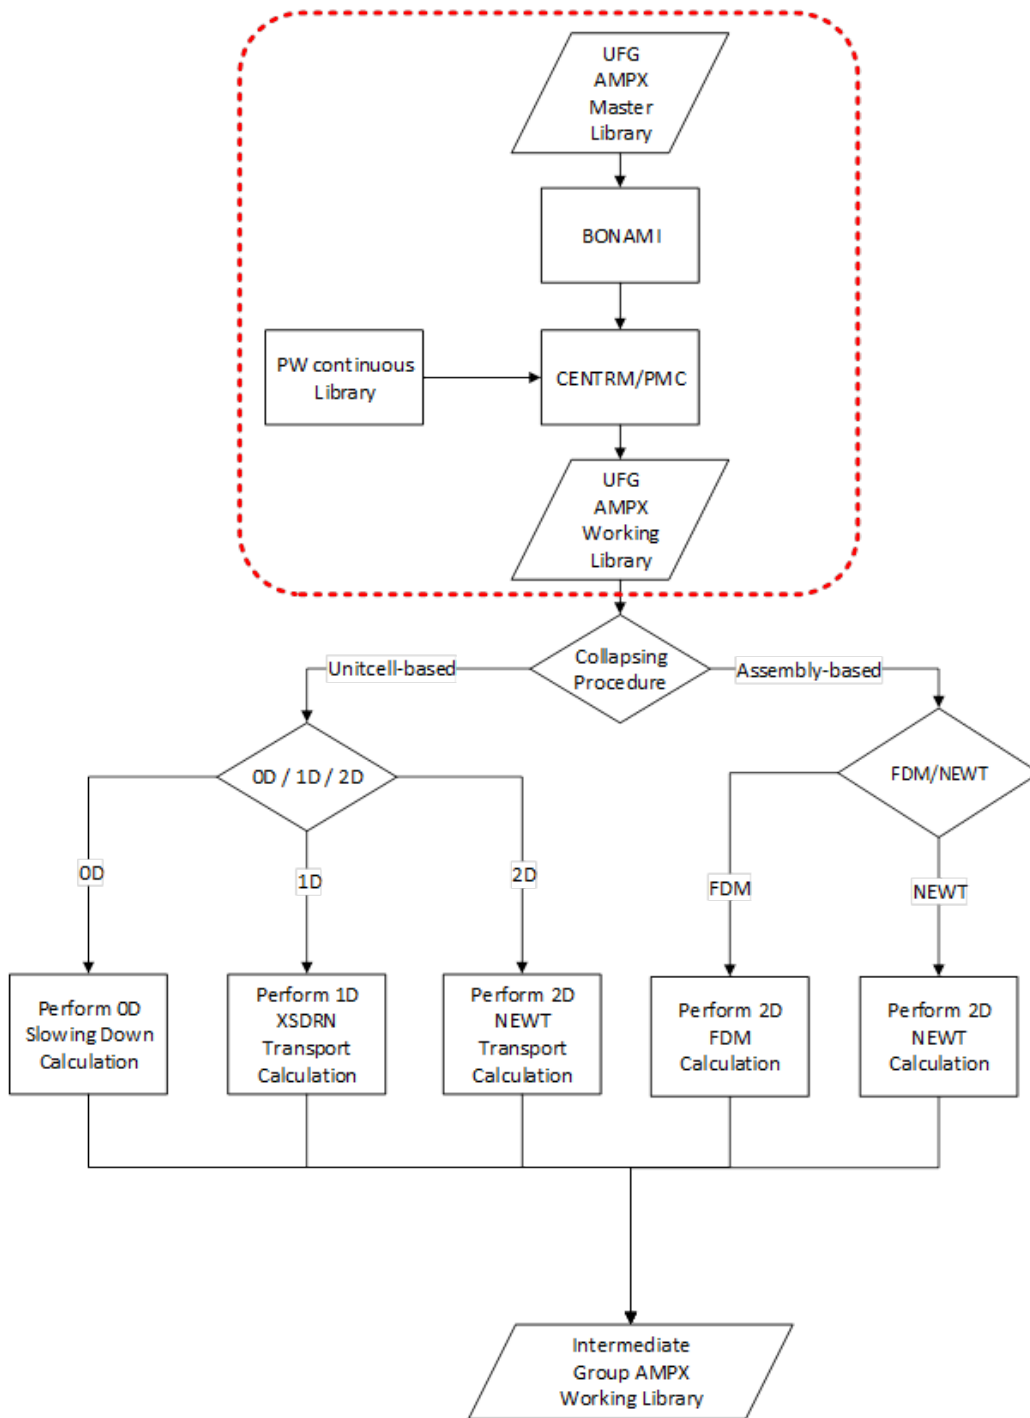 UFG
AMPX
Master
Library
BONAMI
PW continuous
Library
CENTRM/PMC
UFG
AMPX
Working
Library
Collapsing
Procedure
Unitcell-based
Assembly-based
0D / 1D / 2D
FDM/NEWT
0D
1D
2D
FDM
NEWT
Perform 0D
Slowing Down
Calculation
Perform 1D
XSDRN
Transport
Calculation
Perform 2D
NEWT
Transport
Calculation
Perform 2D
FDM
Calculation
Perform 2D
NEWT
Calculation
Intermediate
Group AMPX
Working Library